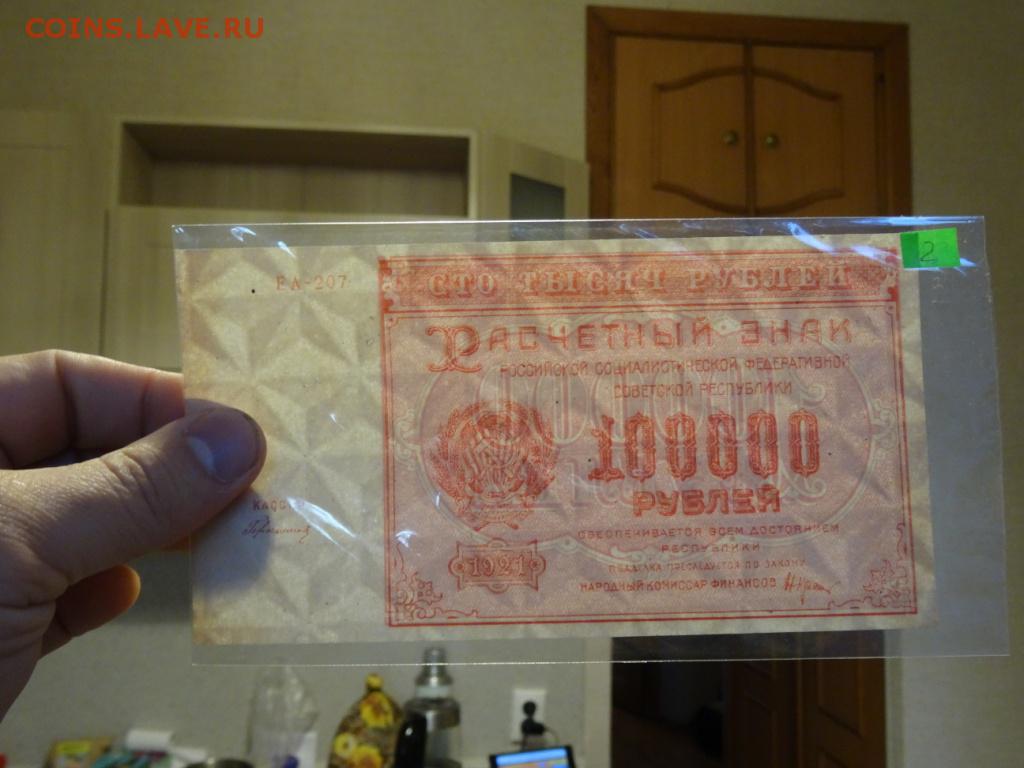 COINS.LAVE.RU
2
ЕА-207
СТО ТЫСЯЧ РУБЛЕЙ
РАСЧЕТНЫЙ ЗНАК
РОССИЙСКОЙ СОЦИАЛИСТИЧЕСКОЙ ФЕДЕРАТИВНОЙ
СОВЕТСКОЙ РЕСПУБЛИКИ
100000
РУБЛЕЙ
ОБЕСПЕЧИВАЕТСЯ ВСЕМ ДОСТОЯНИЕМ
РЕСПУБЛИКИ
ПОДДЕЛКА ПРЕСЛЕДУЕТСЯ ПО ЗАКОНУ
НАРОДНЫЙ КОМИССАР ФИНАНСОВ
1921